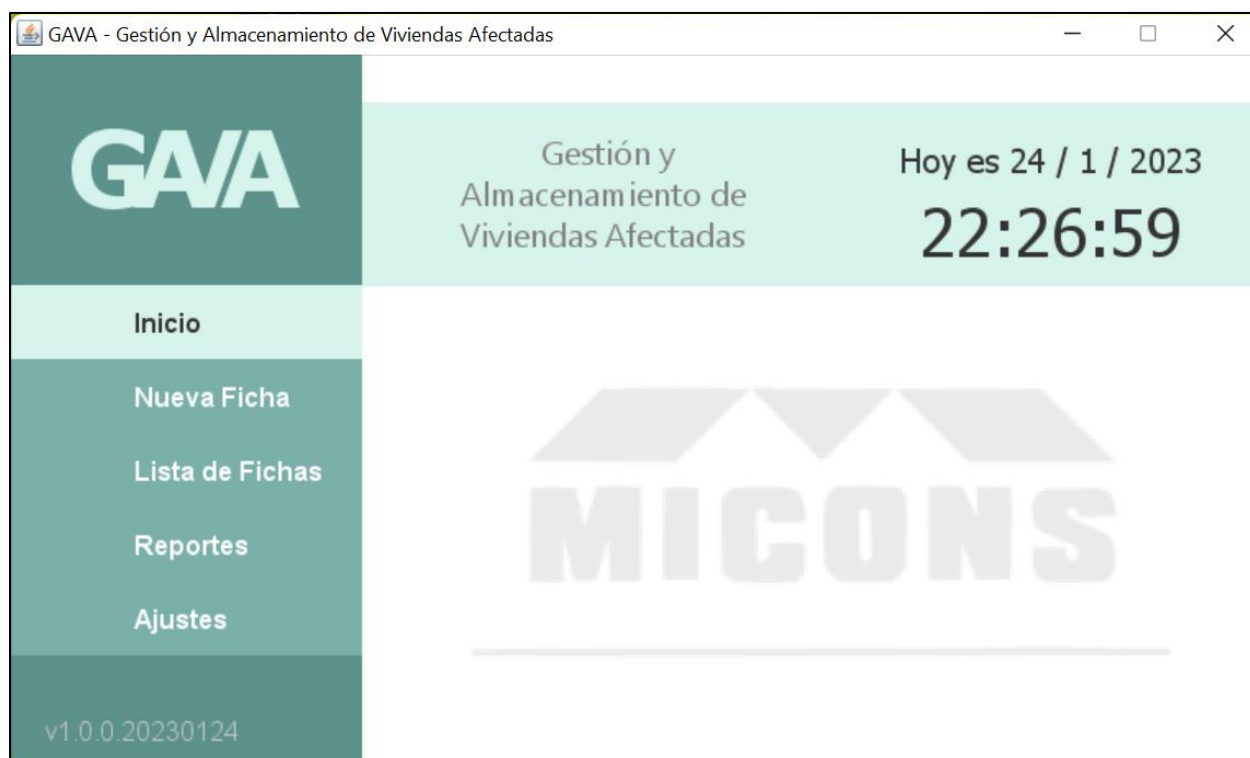 GAVA - Gestión y Almacenamiento de Viviendas Afectadas
GAVA
Gestión y
Almacenamiento de
Viviendas Afectadas
Hoy es 24 / 1 / 2023
22:26:59
Inicio
Nueva Ficha
Lista de Fichas
Reportes
Ajustes
MICONS
v1.0.0.20230124